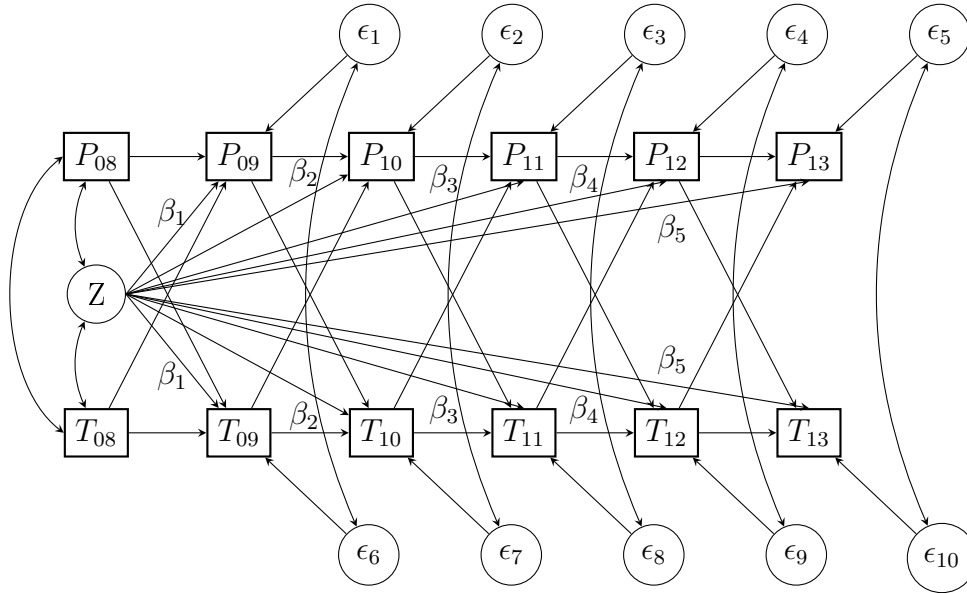 ϵ₁ ϵ₂ ϵ₃ ϵ₄ ϵ₅
P₀₈ P₀₉ P₁₀ P₁₁ P₁₂ P₁₃
β₂ β₃ β₄
β₁ β₅
Z
β₁ β₅
β₂ β₃ β₄
T₀₈ T₀₉ T₁₀ T₁₁ T₁₂ T₁₃
ϵ₆ ϵ₇ ϵ₈ ϵ₉ ϵ₁₀